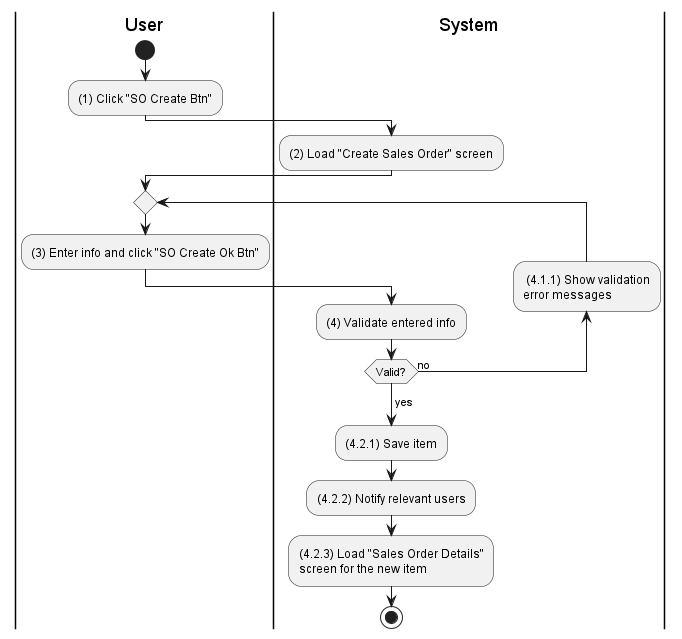 User
System
(1) Click "SO Create Btn"
(2) Load "Create Sales Order" screen
(3) Enter info and click "SO Create Ok Btn"
(4.1.1) Show validation
error messages
(4) Validate entered info
Valid?
no
yes
(4.2.1) Save item
(4.2.2) Notify relevant users
(4.2.3) Load "Sales Order Details"
screen for the new item